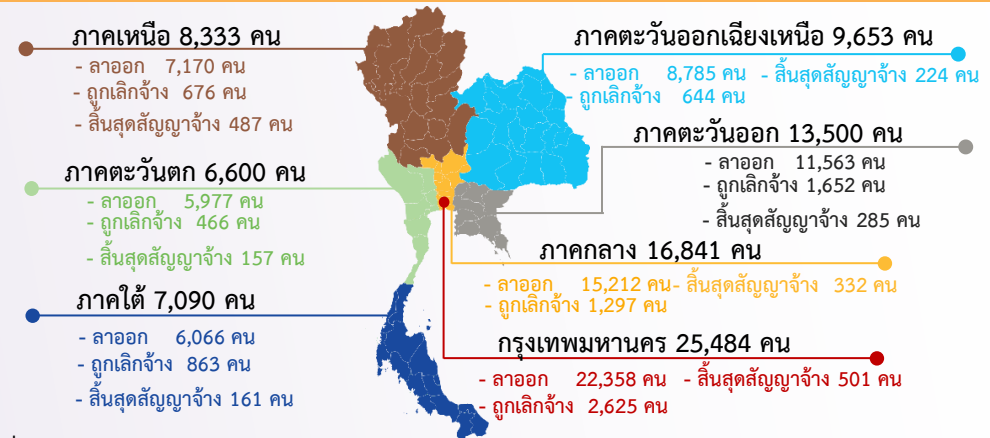 ภาคเหนือ 8,333 คน
- ลาออก 7,170 คน
- ถูกเลิกจ้าง 676 คน
- สิ้นสุดสัญญาจ้าง 487 คน
ภาคตะวันออกเฉียงเหนือ 9,653 คน
- ลาออก 8,785 คน - สิ้นสุดสัญญาจ้าง 224 คน
- ถูกเลิกจ้าง 644 คน
ภาคตะวันออก 13,500 คน
- ลาออก 11,563 คน
- ถูกเลิกจ้าง 1,652 คน
- สิ้นสุดสัญญาจ้าง 285 คน
ภาคตะวันตก 6,600 คน
- ลาออก 5,977 คน
- ถูกเลิกจ้าง 466 คน
- สิ้นสุดสัญญาจ้าง 157 คน
ภาคกลาง 16,841 คน
- ลาออก 15,212 คน - สิ้นสุดสัญญาจ้าง 332 คน
- ถูกเลิกจ้าง 1,297 คน
ภาคใต้ 7,090 คน
- ลาออก 6,066 คน
- ถูกเลิกจ้าง 863 คน
- สิ้นสุดสัญญาจ้าง 161 คน
กรุงเทพมหานคร 25,484 คน
- ลาออก 22,358 คน - สิ้นสุดสัญญาจ้าง 501 คน
- ถูกเลิกจ้าง 2,625 คน